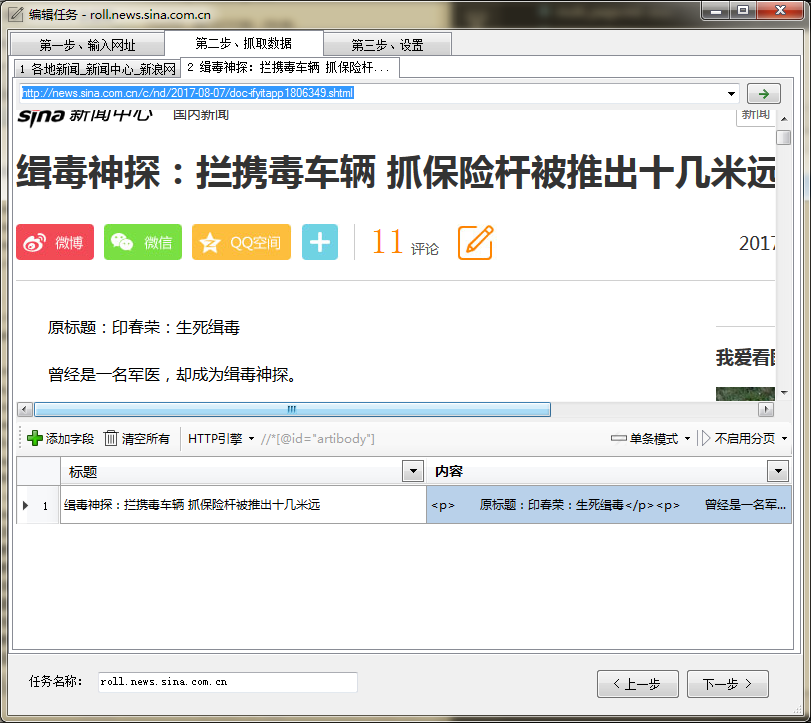 编辑任务 - roll.news.sina.com.cn
第一步、输入网址 第二步、抓取数据 第三步、设置
1 各地新闻_新闻中心_新浪网 2 缉毒神探：拦携毒车辆 抓保险杆...
http://news.sina.com.cn/c/nd/2017-08-07/doc-ifyitapp1806349.shtml
sina 新闻中心 国内新闻 新闻
缉毒神探：拦携毒车辆 抓保险杆被推出十几米远
微博 微信 QQ空间 11 评论 2017
原标题：印春荣：生死缉毒
我爱看
曾经是一名军医，却成为缉毒神探。
添加字段 清空所有 HTTP引擎 //*[@id="artibody"] 单条模式 不启用分页
标题 内容
1 缉毒神探：拦携毒车辆 抓保险杆被推出十几米远 <p> 原标题：印春荣：生死缉毒</p><p> 曾经是一名军...
任务名称： roll.news.sina.com.cn 上一步 下一步